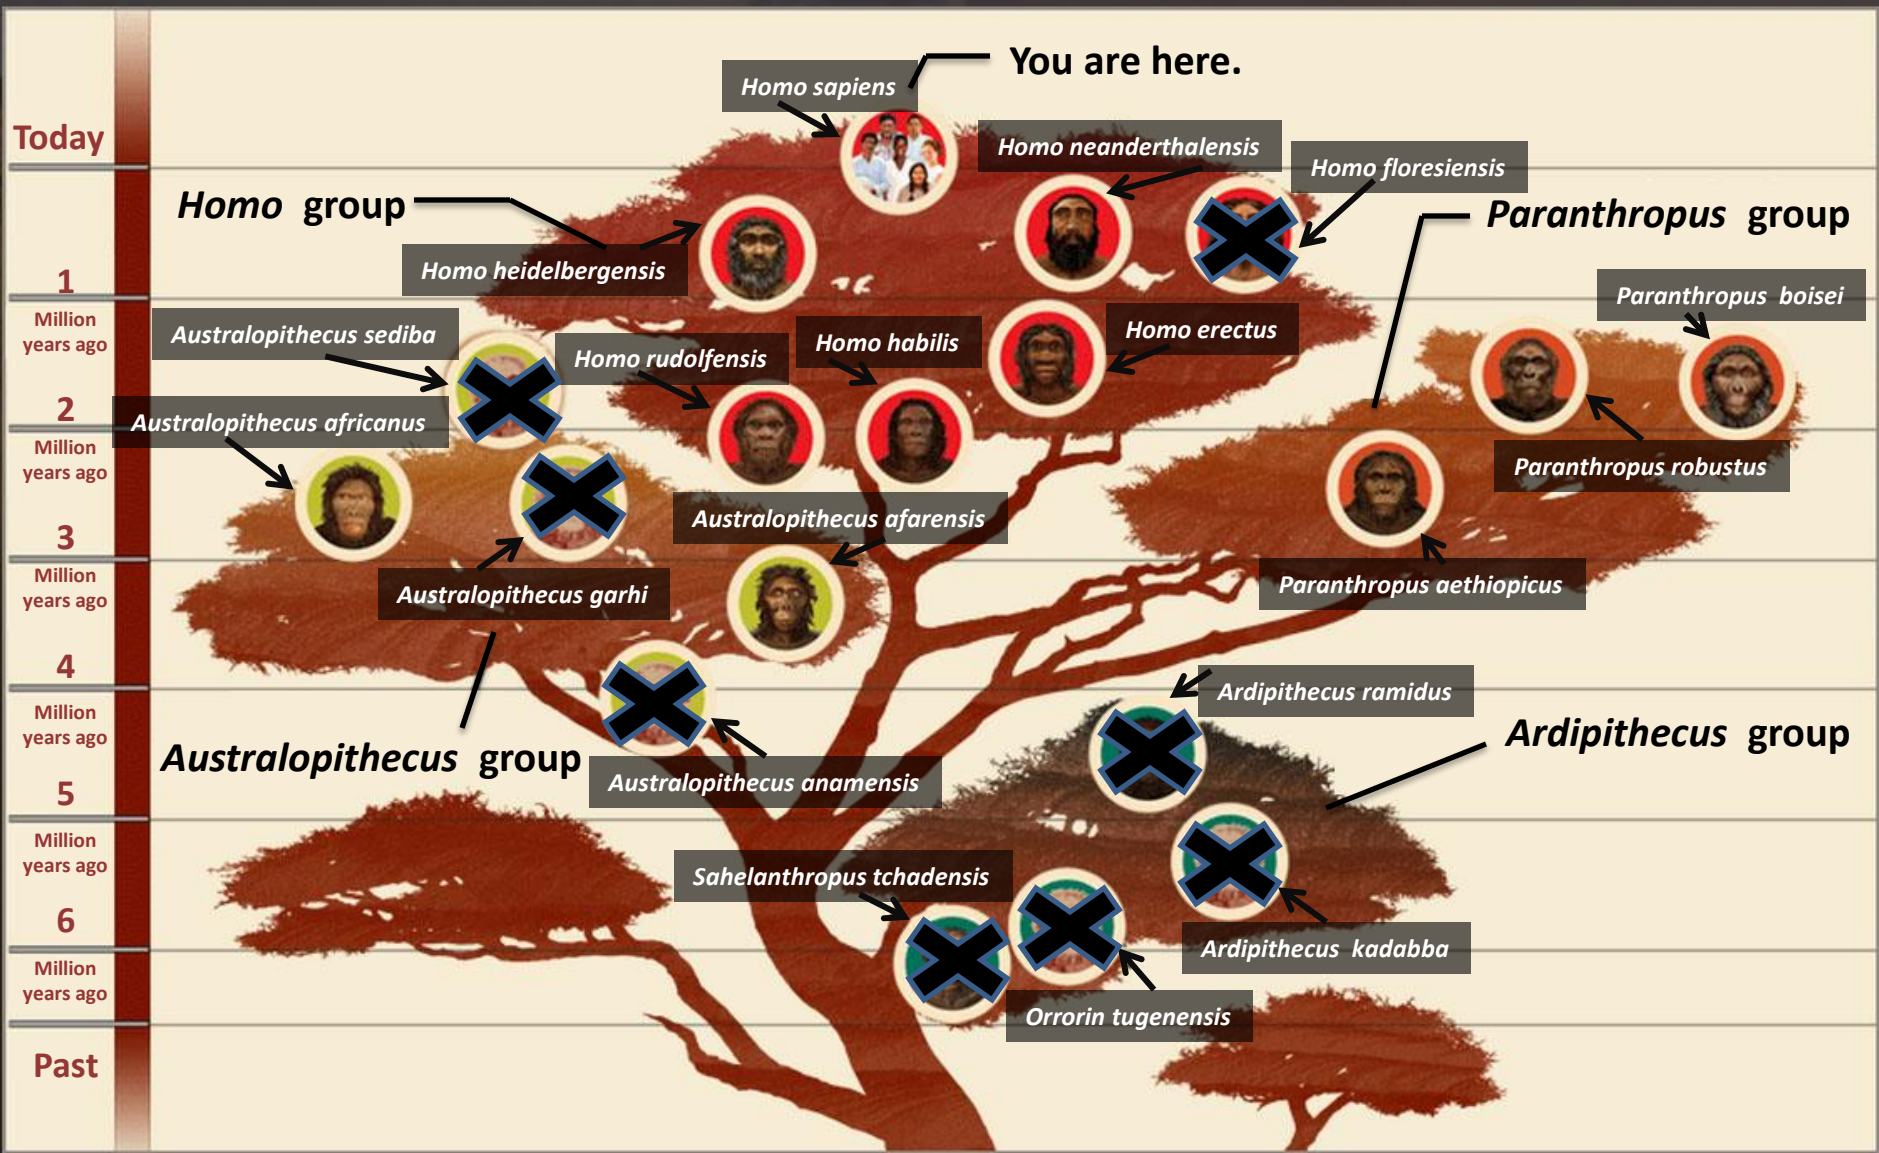 You are here.
Homo sapiens
Today
Homo neanderthalensis
Homo floresiensis
Homo group
Paranthropus group
Homo heidelbergensis
1
Million
years ago
Paranthropus boisei
Australopithecus sediba
Homo rudolfensis
Homo habilis
Homo erectus
2
Million
years ago
Australopithecus africanus
Paranthropus robustus
Australopithecus afarensis
3
Million
years ago
Australopithecus garhi
Paranthropus aethiopicus
4
Million
years ago
Ardipithecus ramidus
Ardipithecus group
Australopithecus group
Australopithecus anamensis
5
Million
years ago
Sahelanthropus tchadensis
6
Million
years ago
Ardipithecus kadabba
Orrorin tugenensis
Past